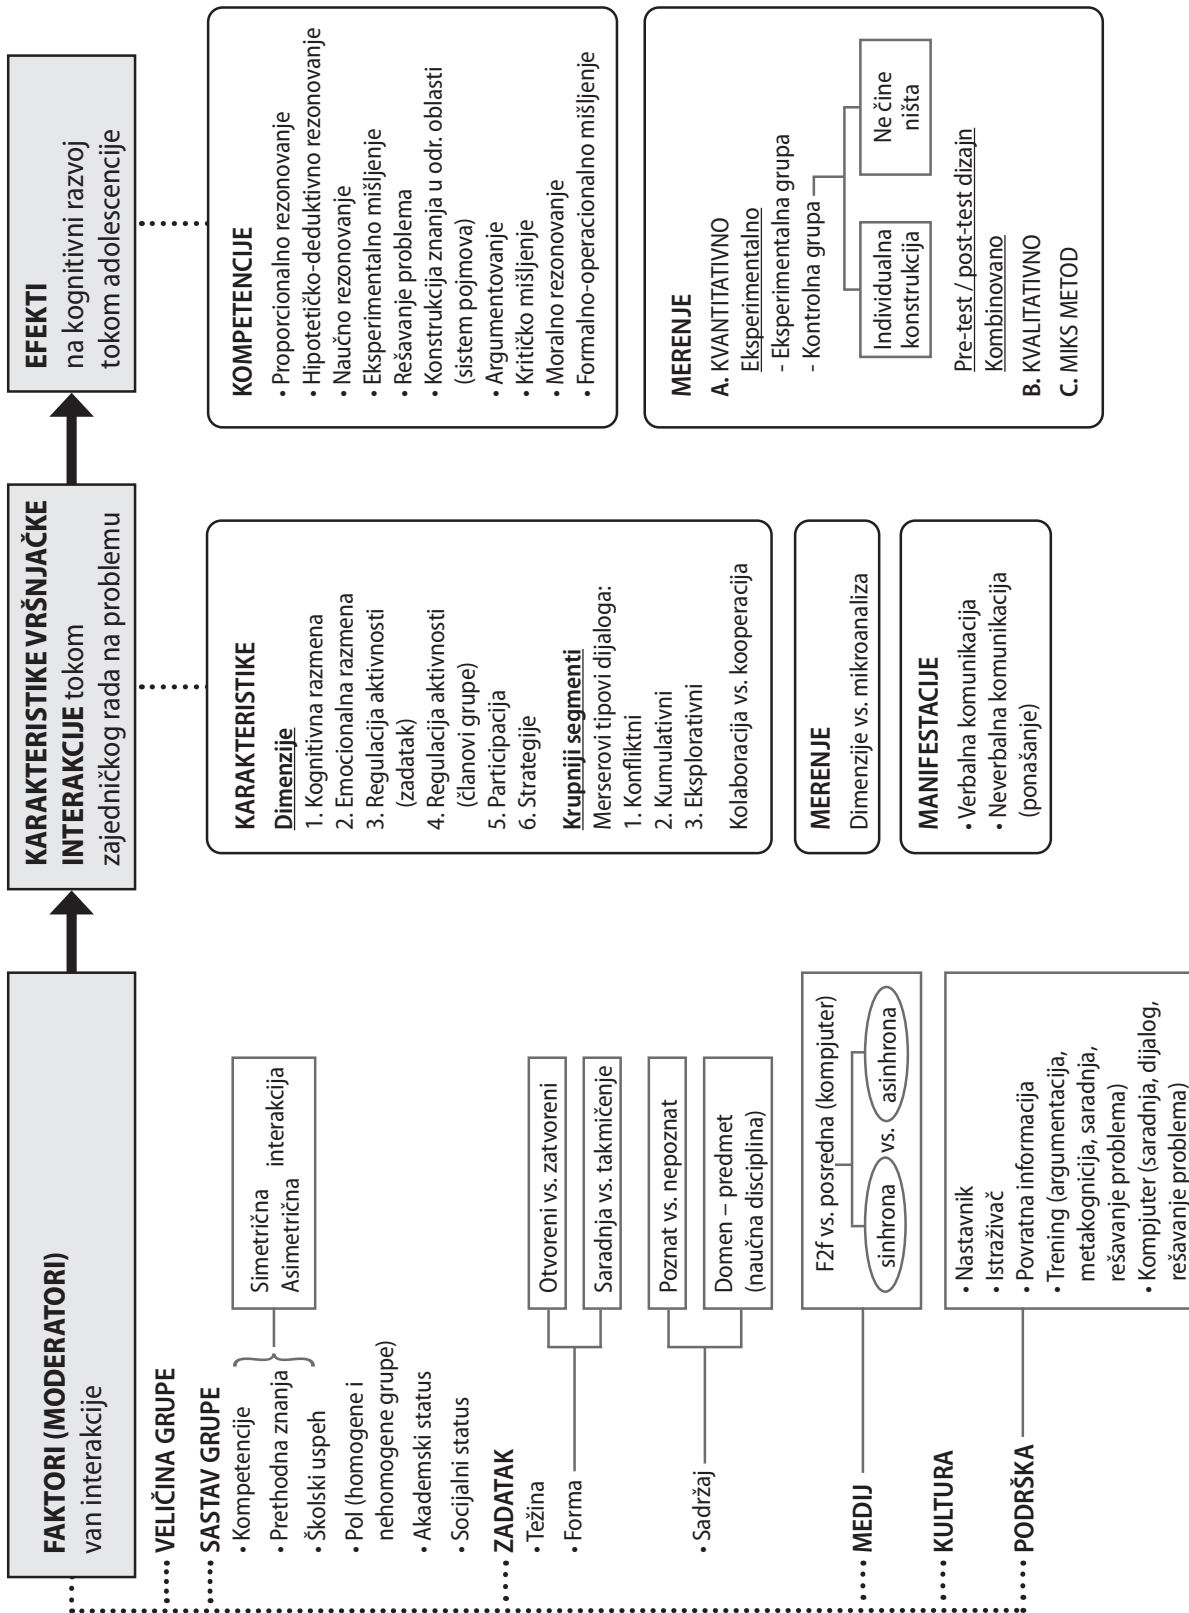 FAKTORI (MODERATORI)
van interakcije
VELIČINA GRUPE
SASTAV GRUPE
• Kompetencije
• Prethodna znanja
• Školski uspeh
Simetrična
Asimetrična
interakcija
• Pol (homogene i
nehomogene grupe)
• Akademski status
• Socijalni status
ZADATAK
• Težina
• Forma
Otvoreni vs. zatvoreni
Saradnja vs. takmičenje
• Sadržaj
Poznat vs. nepoznat
Domen – predmet
(naučna disciplina)
MEDIJ
F2f vs. posredna (kompjuter)
sinhrona vs. asinhrona
KULTURA
PODRŠKA
• Nastavnik
• Istraživač
• Povratna informacija
• Trening (argumentacija,
metakognicija, saradnja,
rešavanje problema)
• Kompjuter (saradnja, dijalog,
rešavanje problema)
KARAKTERISTIKE VRŠNJAČKE
INTERAKCIJE tokom
zajedničkog rada na problemu
KARAKTERISTIKE
Dimenzije
1. Kognitivna razmena
2. Emocionalna razmena
3. Regulacija aktivnosti
(zadatak)
4. Regulacija aktivnosti
(članovi grupe)
5. Participacija
6. Strategije
Krupniji segmenti
Merserovi tipovi dijaloga:
1. Konfliktni
2. Kumulativni
3. Eksplorativni
Kolaboracija vs. kooperacija
MERENJE
Dimenzije vs. mikroanaliza
MANIFESTACIJE
• Verbalna komunikacija
• Neverbalna komunikacija
(ponašanje)
EFEKTI
na kognitivni razvoj
tokom adolescencije
KOMPETENCIJE
• Proporcionalno rezonovanje
• Hipotetičko-deduktivno rezonovanje
• Naučno rezonovanje
• Eksperimentalno mišljenje
• Rešavanje problema
• Konstrukcija znanja u odr. oblasti
(sistem pojmova)
• Argumentovanje
• Kritičko mišljenje
• Moralno rezonovanje
• Formalno-operacionalno mišljenje
MERENJE
A. KVANTITATIVNO
Eksperimentalno
- Eksperimentalna grupa
- Kontrolna grupa
Individualna
konstrukcija
Ne čine
ništa
Pre-test / post-test dizajn
Kombinovano
B. KVALITATIVNO
C. MIKS METOD